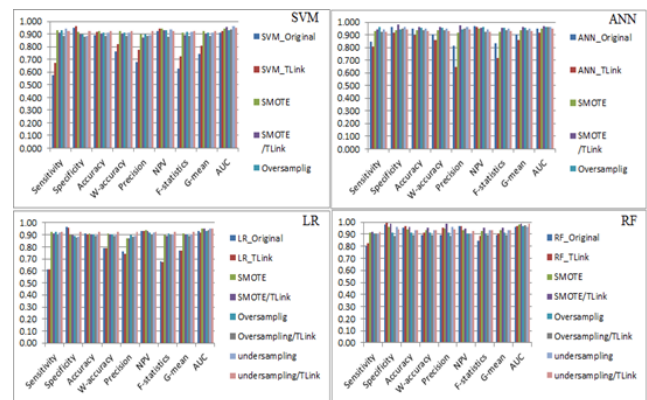 SVM
1.000
0.900
0.800
0.700
0.600
0.500
0.400
0.300
0.200
0.100
0.000
Sensitivity
Specificity
Accuracy
W-accuracy
Precision
NPV
F-statistics
G-mean
AUC
SVM_Original
SVM_TLink
SMOTE
SMOTE
/TLink
Oversamplig
ANN
1.000
0.900
0.800
0.700
0.600
0.500
0.400
0.300
0.200
0.100
0.000
Sensitivity
Specificity
Accuracy
W-accuracy
Precision
NPV
F-statistics
G-mean
AUC
ANN_Original
ANN_TLink
SMOTE
SMOTE
/TLink
Oversamplig
LR
1.00
0.90
0.80
0.70
0.60
0.50
0.40
0.30
0.20
0.10
0.00
Sensitivity
Specificity
Accuracy
W-accuracy
Precision
NPV
F-statistics
G-mean
AUC
LR_Original
LR_TLink
SMOTE
SMOTE/TLink
Oversamplig
Oversampling/TLink
undersampling
undersampling/TLink
RF
1.00
0.90
0.80
0.70
0.60
0.50
0.40
0.30
0.20
0.10
0.00
Sensitivity
Specificity
Accuracy
W-accuracy
Precision
NPV
F-statistics
G-mean
AUC
RF_Original
RF_TLink
SMOTE
SMOTE/TLink
Oversamplig
Oversampling/TLink
undersampling
undersampling/TLink